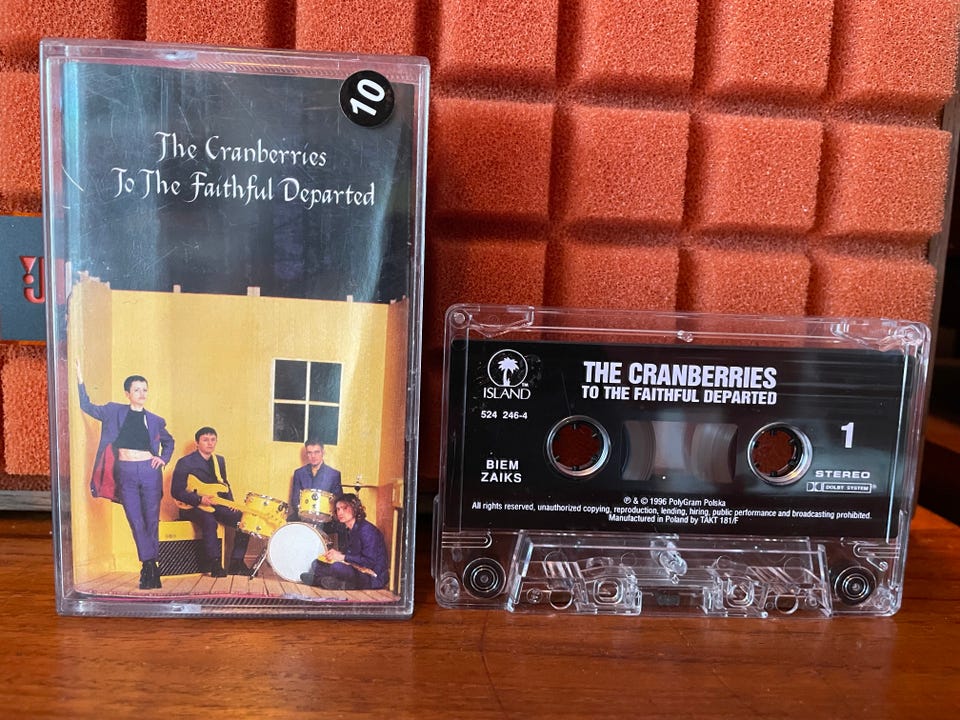 10
The Cranberries
To The Faithful Departed
ISLAND™
524 246-4
BIEM
ZAIKS
THE CRANBERRIES
TO THE FAITHFUL DEPARTED
1
STEREO
DOLBY SYSTEM®
℗ & © 1996 PolyGram Polska
All rights reserved, unauthorized copying, reproduction, lending, hiring, public performance and broadcasting prohibited.
Manufactured in Poland by TAKT 181/F